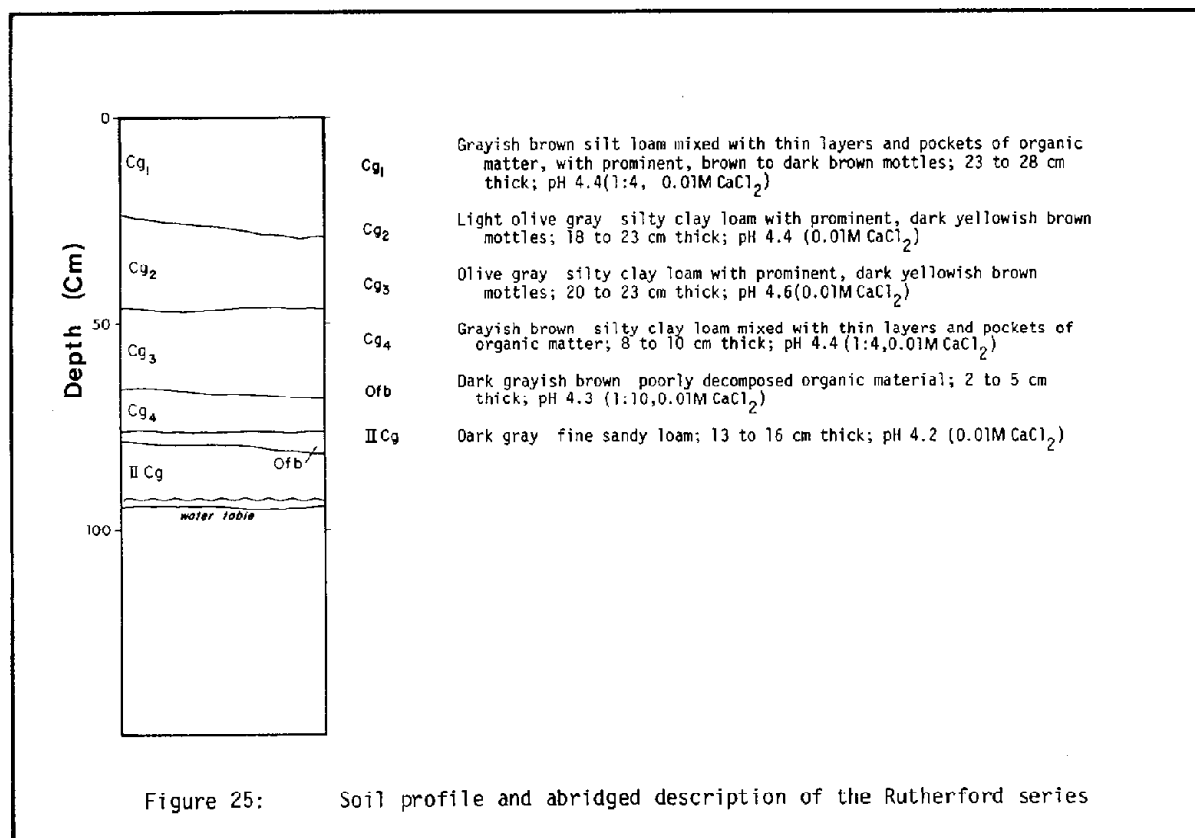 0
50
100
Depth (Cm)
Cg1
Cg2
Cg3
Cg4
Ofb
II Cg
water table
Cg1 Grayish brown silt loam mixed with thin layers and pockets of organic
matter, with prominent, brown to dark brown mottles; 23 to 28 cm
thick; pH 4.4(1:4, 0.01M CaCl2)
Cg2 Light olive gray silty clay loam with prominent, dark yellowish brown
mottles; 18 to 23 cm thick; pH 4.4 (0.01M CaCl2)
Cg3 Olive gray silty clay loam with prominent, dark yellowish brown
mottles; 20 to 23 cm thick; pH 4.6(0.01M CaCl2)
Cg4 Grayish brown silty clay loam mixed with thin layers and pockets of
organic matter; 8 to 10 cm thick; pH 4.4 (1:4,0.01M CaCl2)
Ofb Dark grayish brown poorly decomposed organic material; 2 to 5 cm
thick; pH 4.3 (1:10,0.01M CaCl2)
II Cg Dark gray fine sandy loam; 13 to 16 cm thick; pH 4.2 (0.01M CaCl2)
Figure 25: Soil profile and abridged description of the Rutherford series